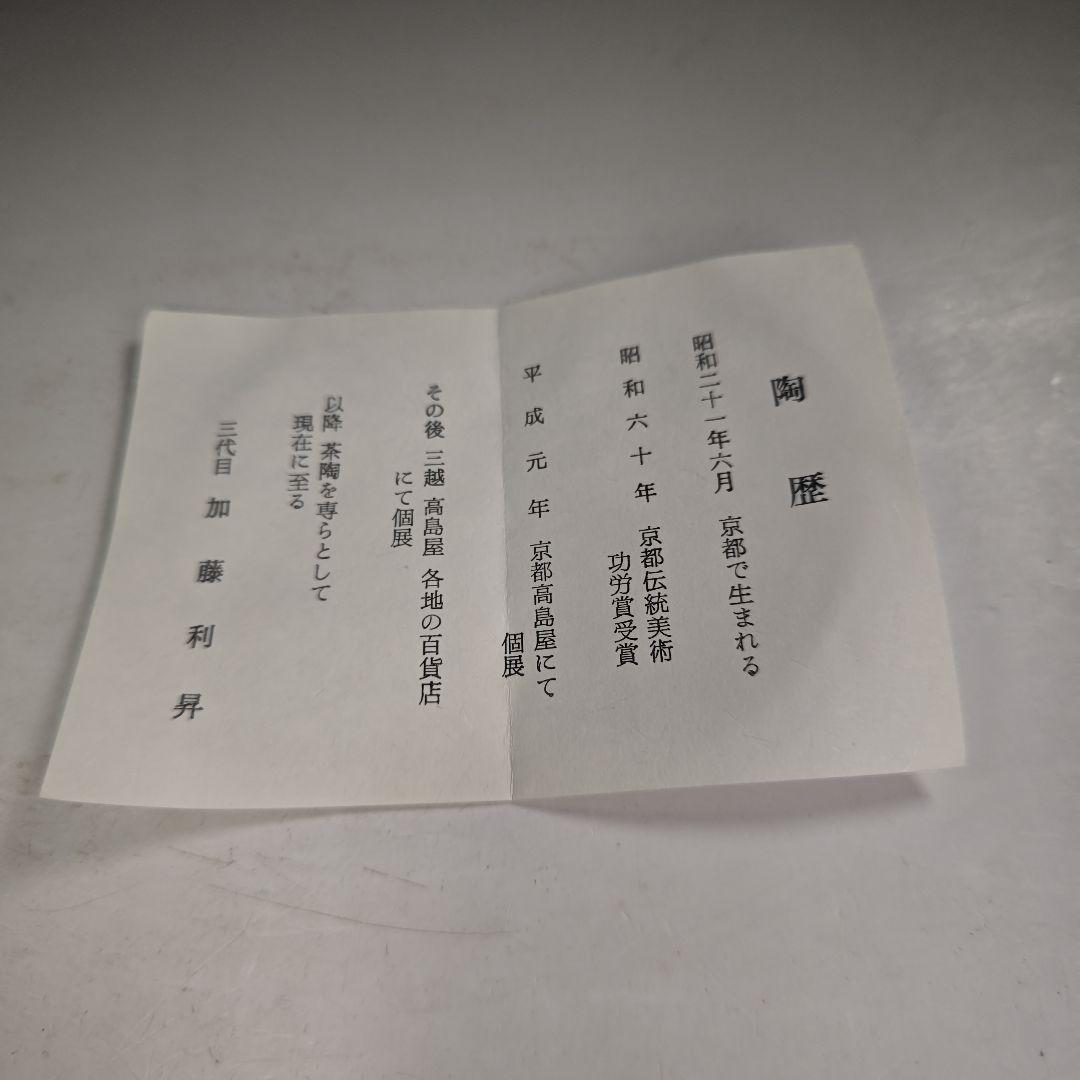 陶歴
昭和二十一年六月 京都で生まれる
昭和六十年 京都伝統美術
功労賞受賞
平成元年 京都高島屋にて
個展
その後 三越 高島屋 各地の百貨店
にて個展
以降 茶陶を専らとして
現在に至る
三代目 加藤利昇